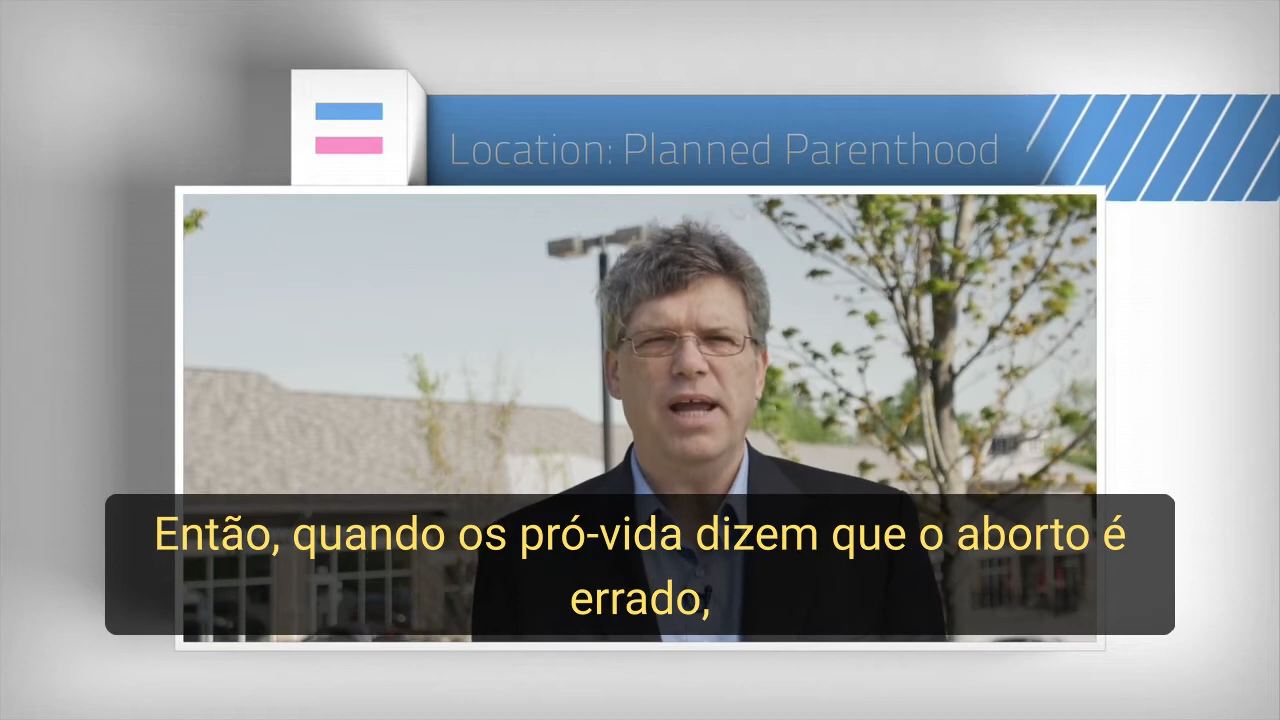 Location: Planned Parenthood
Então, quando os pró-vida dizem que o aborto é
errado,